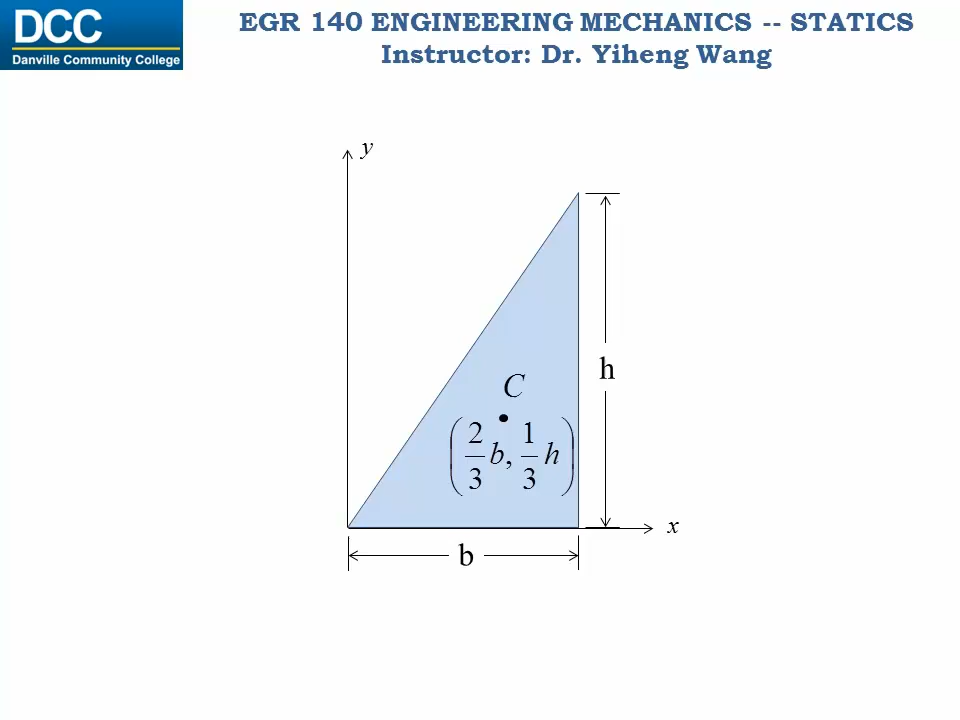 DCC
Danville Community College
EGR 140 ENGINEERING MECHANICS -- STATICS
Instructor: Dr. Yiheng Wang
y
h
C
(2/3 b, 1/3 h)
x
b